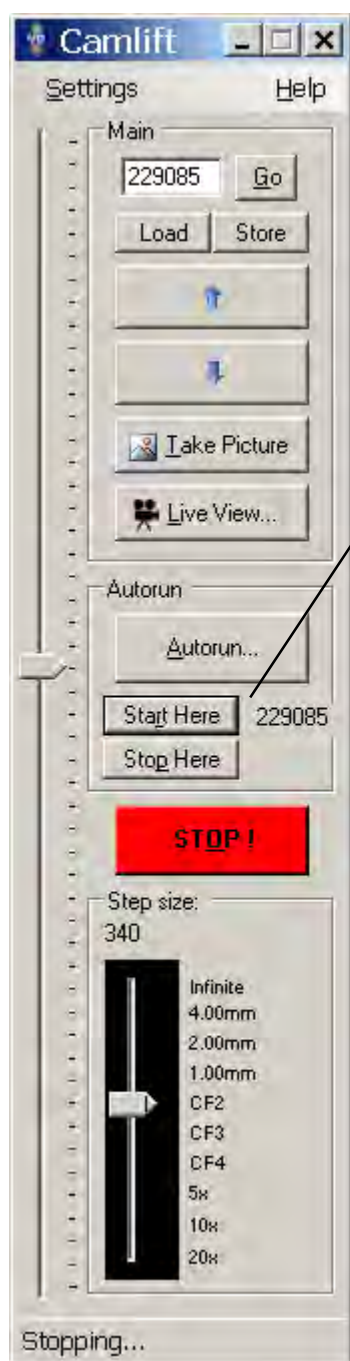 Camlift
Settings Help
Main
229085 Go
Load Store
Take Picture
Live View...
Autorun
Autorun...
Start Here 229085
Stop Here
STOP !
Step size:
340
Infinite
4.00mm
2.00mm
1.00mm
CF2
CF3
CF4
5x
10x
20x
Stopping...